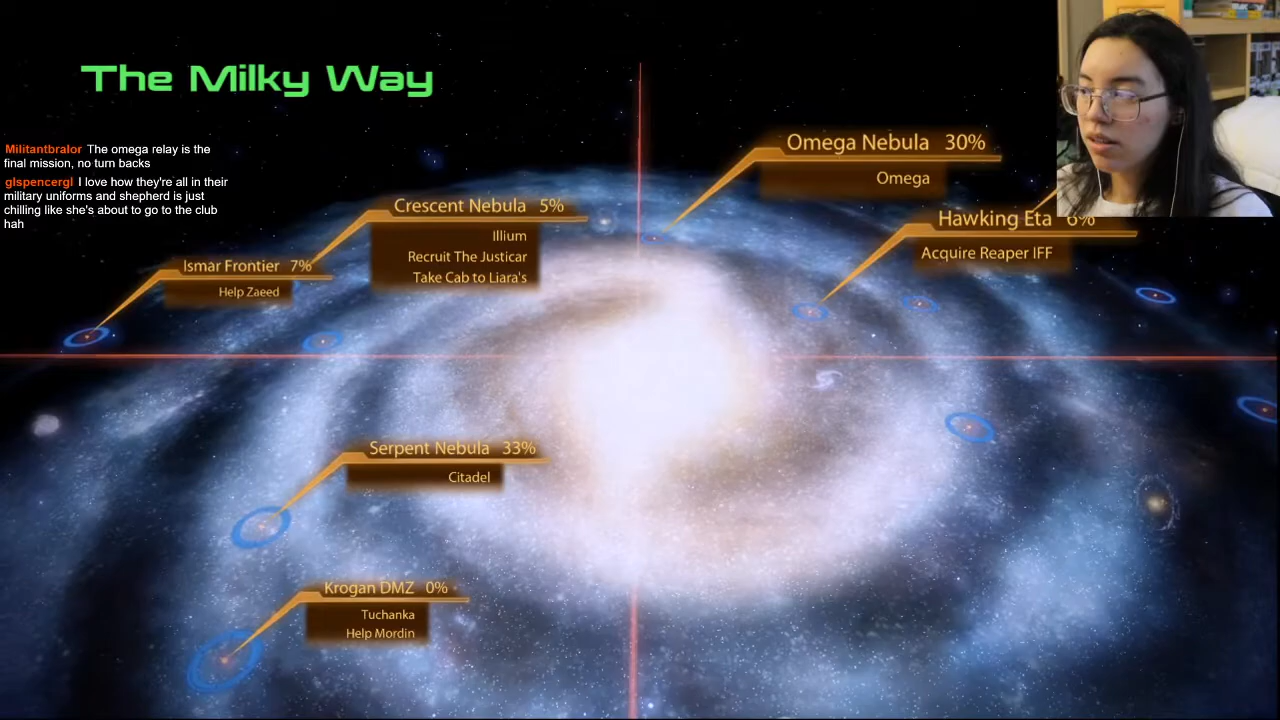 The Milky Way
Militantbralor The omega relay is the
final mission, no turn backs
glspencergl I love how they're all in their
military uniforms and shepherd is just
chilling like she's about to go to the club
hah
Omega Nebula 30%
Omega
Crescent Nebula 5%
Illium
Recruit The Justicar
Take Cab to Liara's
Hawking Eta 6%
Acquire Reaper IFF
Ismar Frontier 7%
Help Zaeed
Serpent Nebula 33%
Citadel
Krogan DMZ 0%
Tuchanka
Help Mordin